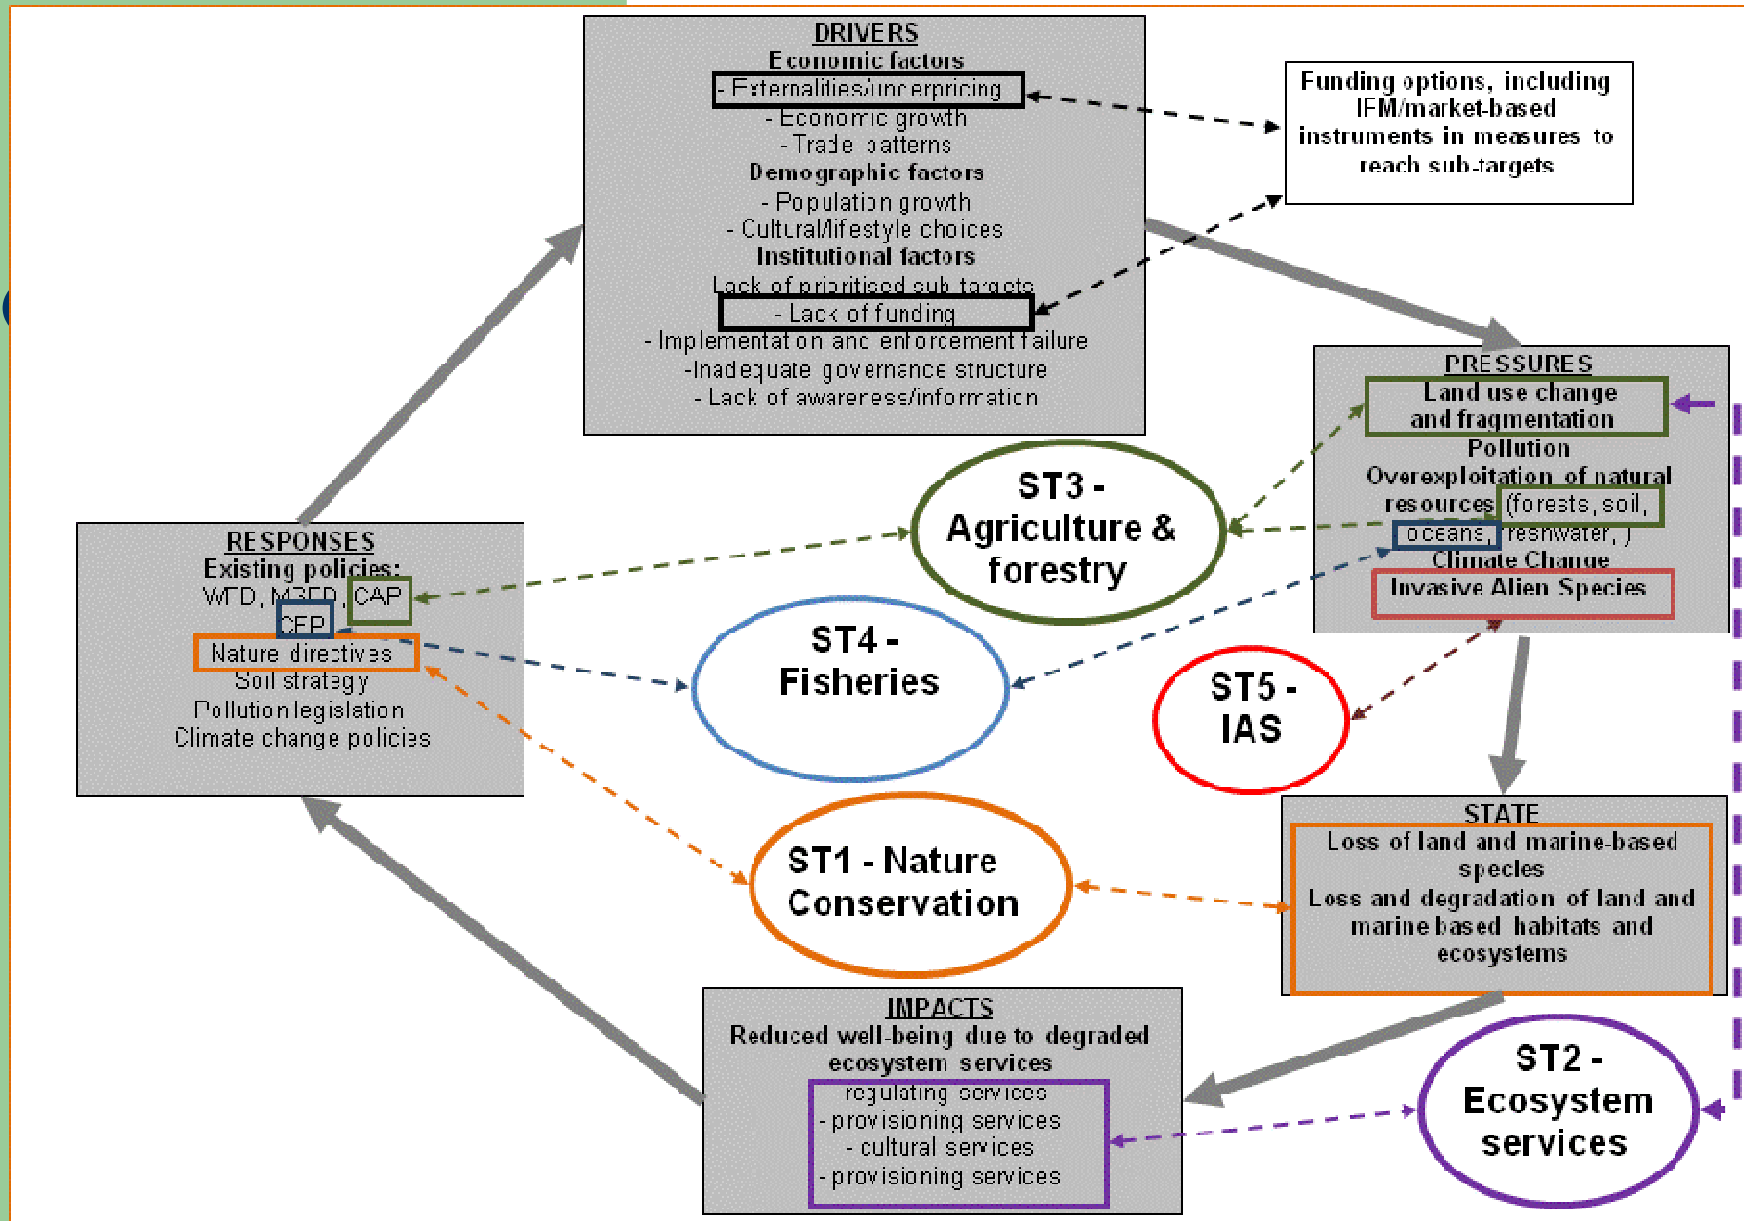 DRIVERS
Economic factors
- Externalities/underpricing
- Economic growth
- Trade patterns
Demographic factors
- Population growth
- Cultural/lifestyle choices
Institutional factors
Lack of prioritised sub targets
- Lack of funding
- Implementation and enforcement failure
-Inadequate governance structure
- Lack of awareness/information
Funding options, including
IFM/market-based
instruments in measures to
reach sub-targets
PRESSURES
Land use change
and fragmentation
Pollution
Overexploitation of natural
resources (forests, soil,
oceans, freshwater, )
Climate Change
Invasive Alien Species
ST3 -
Agriculture &
forestry
RESPONSES
Existing policies:
WFD, MSFD, CAP
CFP
Nature directives
Soil strategy
Pollution legislation
Climate change policies
ST4 -
Fisheries
ST5 -
IAS
ST1 - Nature
Conservation
STATE
Loss of land and marine-based
species
Loss and degradation of land and
marine based habitats and
ecosystems
IMPACTS
Reduced well-being due to degraded
ecosystem services
regulating services
- provisioning services
- cultural services
- provisioning services
ST2 -
Ecosystem
services